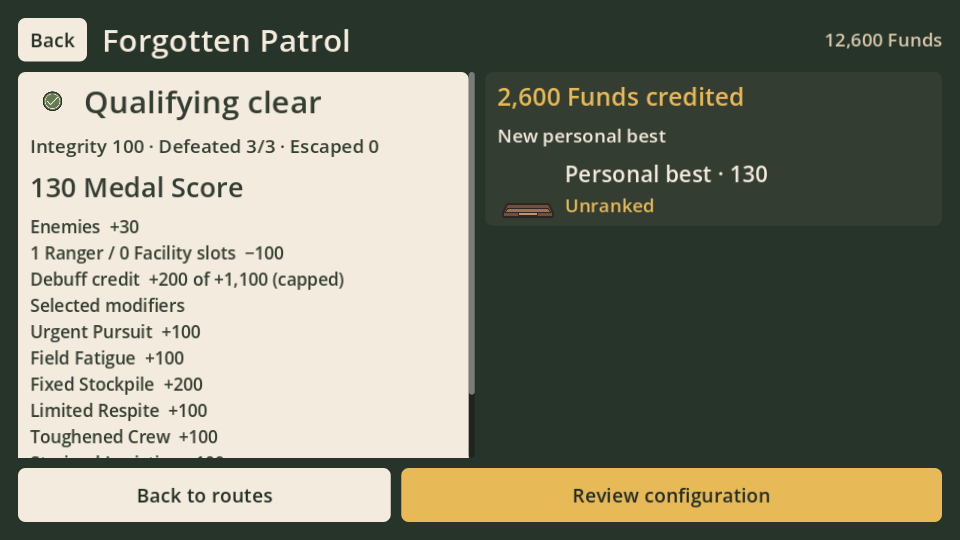 Back
Forgotten Patrol
12,600 Funds
Qualifying clear
Integrity 100 · Defeated 3/3 · Escaped 0
130 Medal Score
Enemies +30
1 Ranger / 0 Facility slots −100
Debuff credit +200 of +1,100 (capped)
Selected modifiers
Urgent Pursuit +100
Field Fatigue +100
Fixed Stockpile +200
Limited Respite +100
Toughened Crew +100
2,600 Funds credited
New personal best
Personal best · 130
Unranked
Back to routes
Review configuration